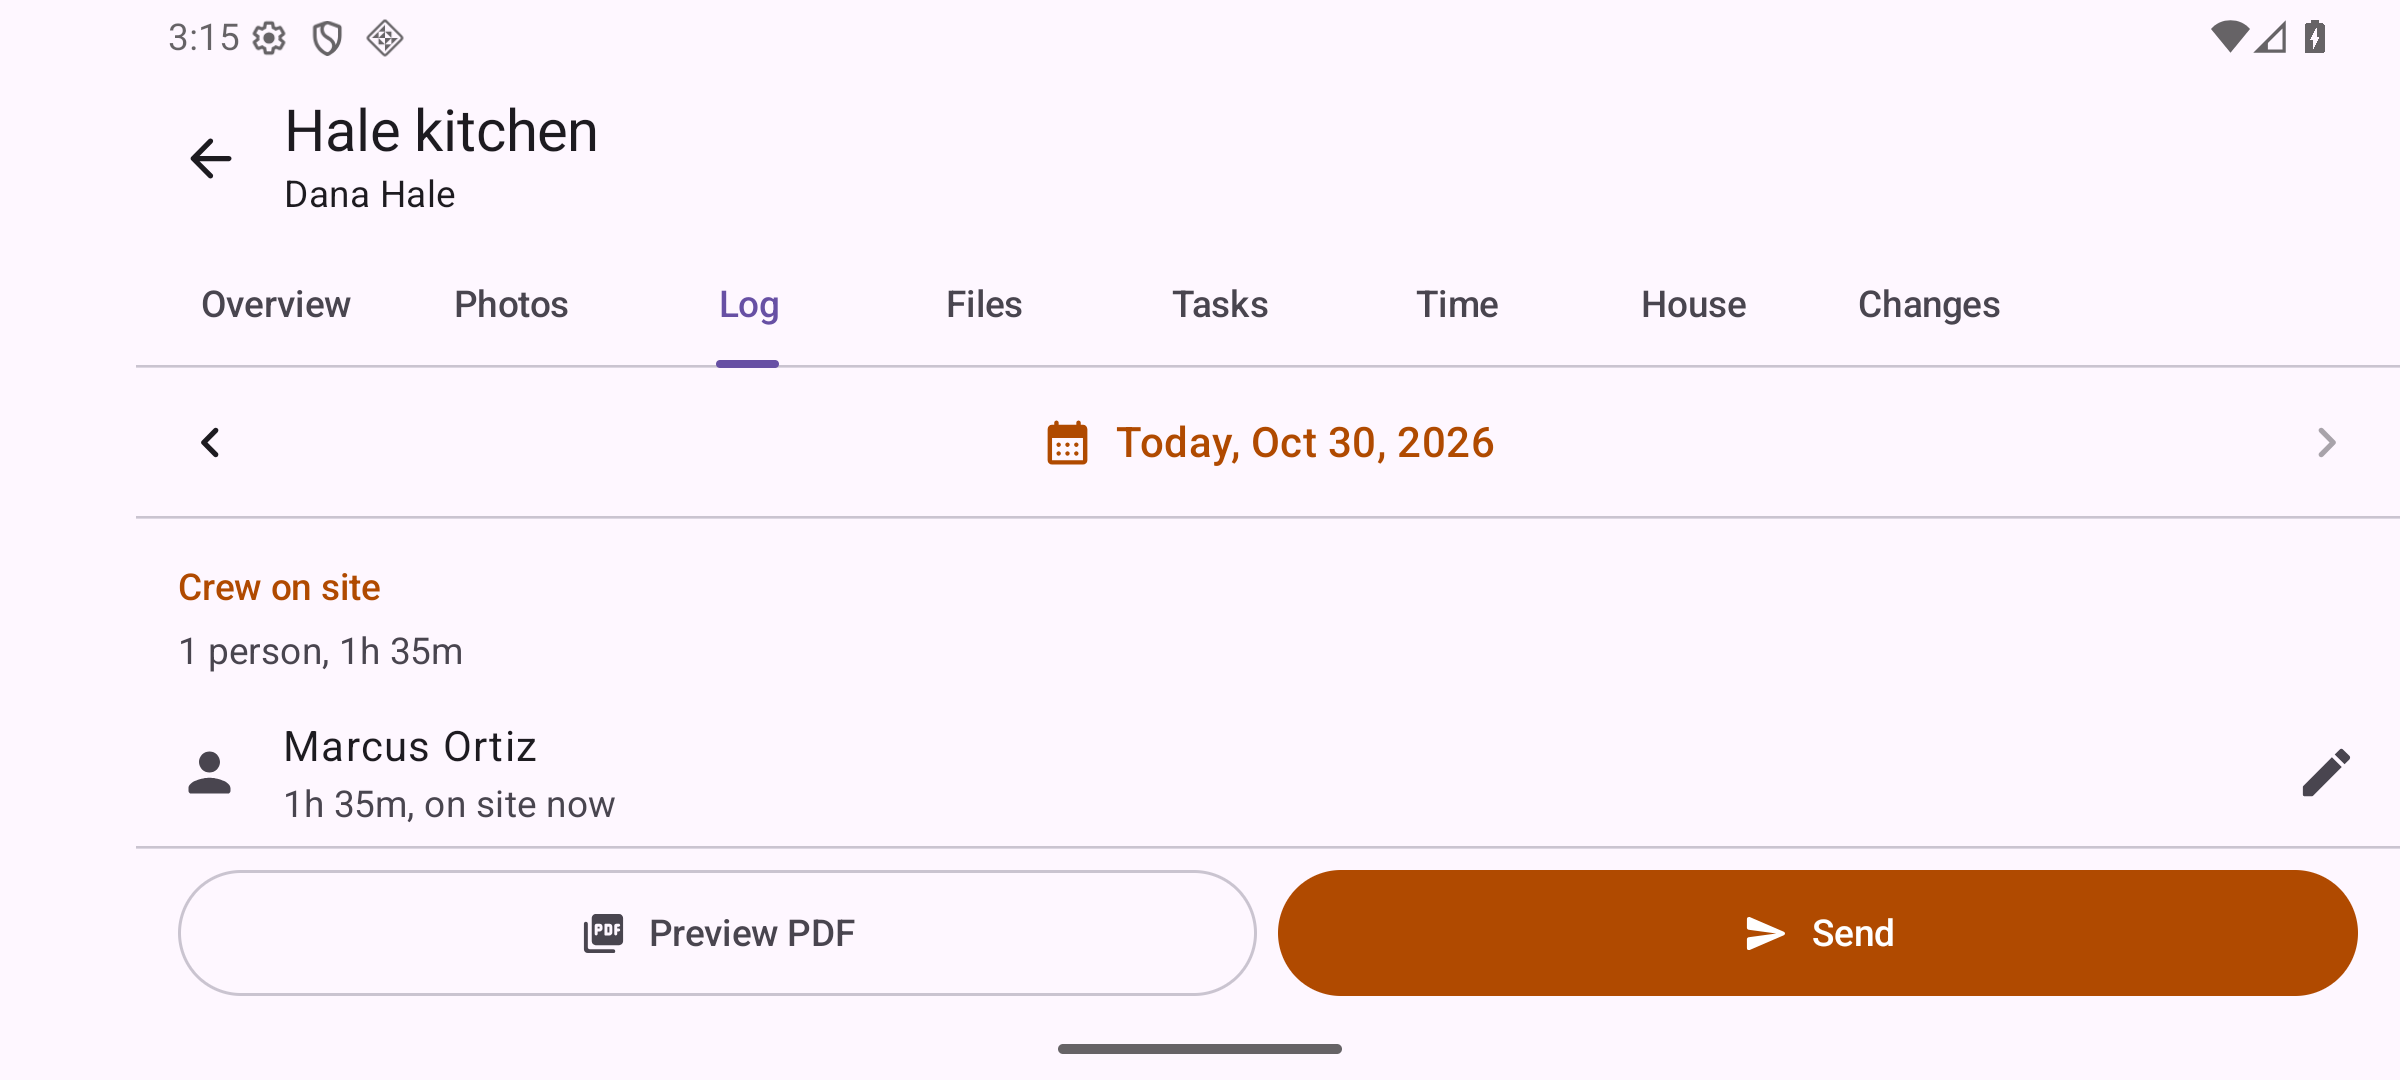 3:15
Hale kitchen
Dana Hale
Overview Photos Log Files Tasks Time House Changes
Today, Oct 30, 2026
Crew on site
1 person, 1h 35m
Marcus Ortiz
1h 35m, on site now
PDF Preview PDF Send